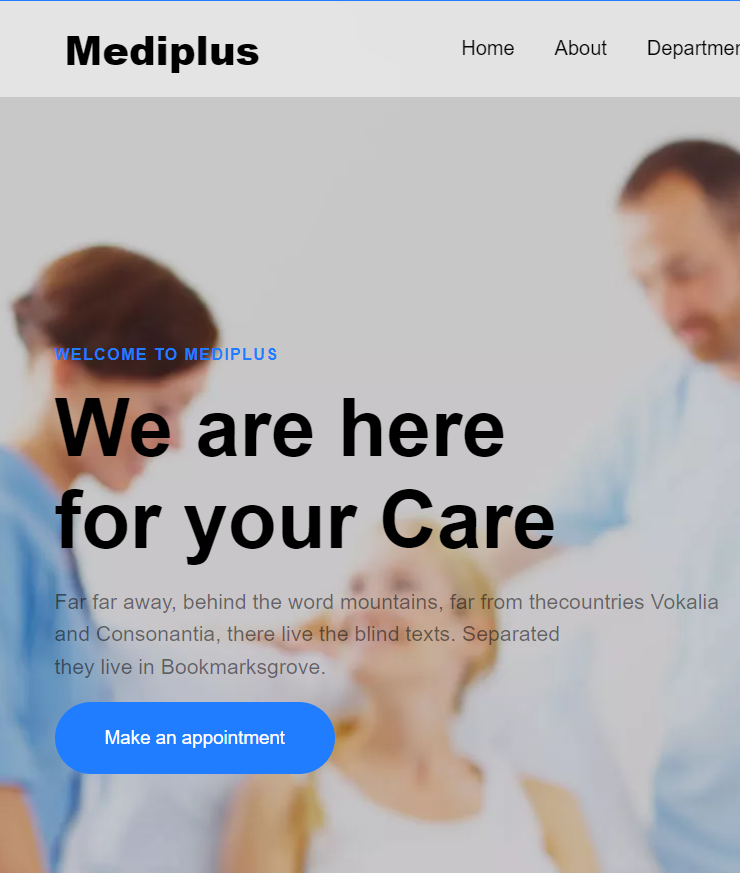 Mediplus
Home About Departmen
WELCOME TO MEDIPLUS
We are here
for your Care
Far far away, behind the word mountains, far from thecountries Vokalia
and Consonantia, there live the blind texts. Separated
they live in Bookmarksgrove.
Make an appointment